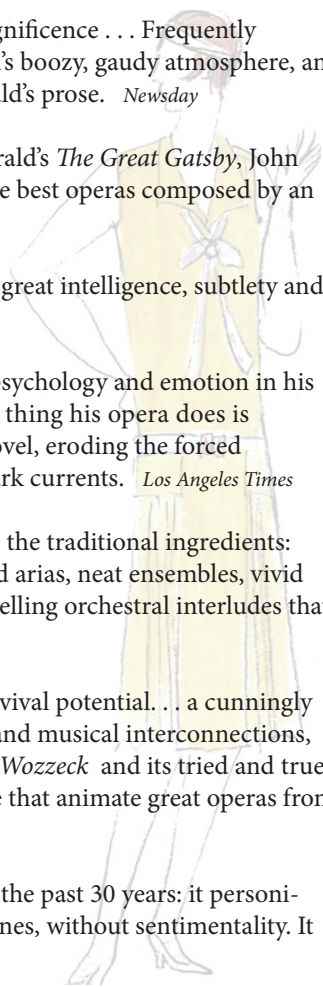 gnificence . . . Frequently
's boozy, gaudy atmosphere, an
ald's prose. Newsday
rald's The Great Gatsby, John
e best operas composed by an
great intelligence, subtlety and
psychology and emotion in his
thing his opera does is
ovel, eroding the forced
rk currents. Los Angeles Times
the traditional ingredients:
d arias, neat ensembles, vivid
elling orchestral interludes tha
vival potential. . . a cunningly
and musical interconnections,
Wozzeck and its tried and true
e that animate great operas from
the past 30 years: it personi-
nes, without sentimentality. It